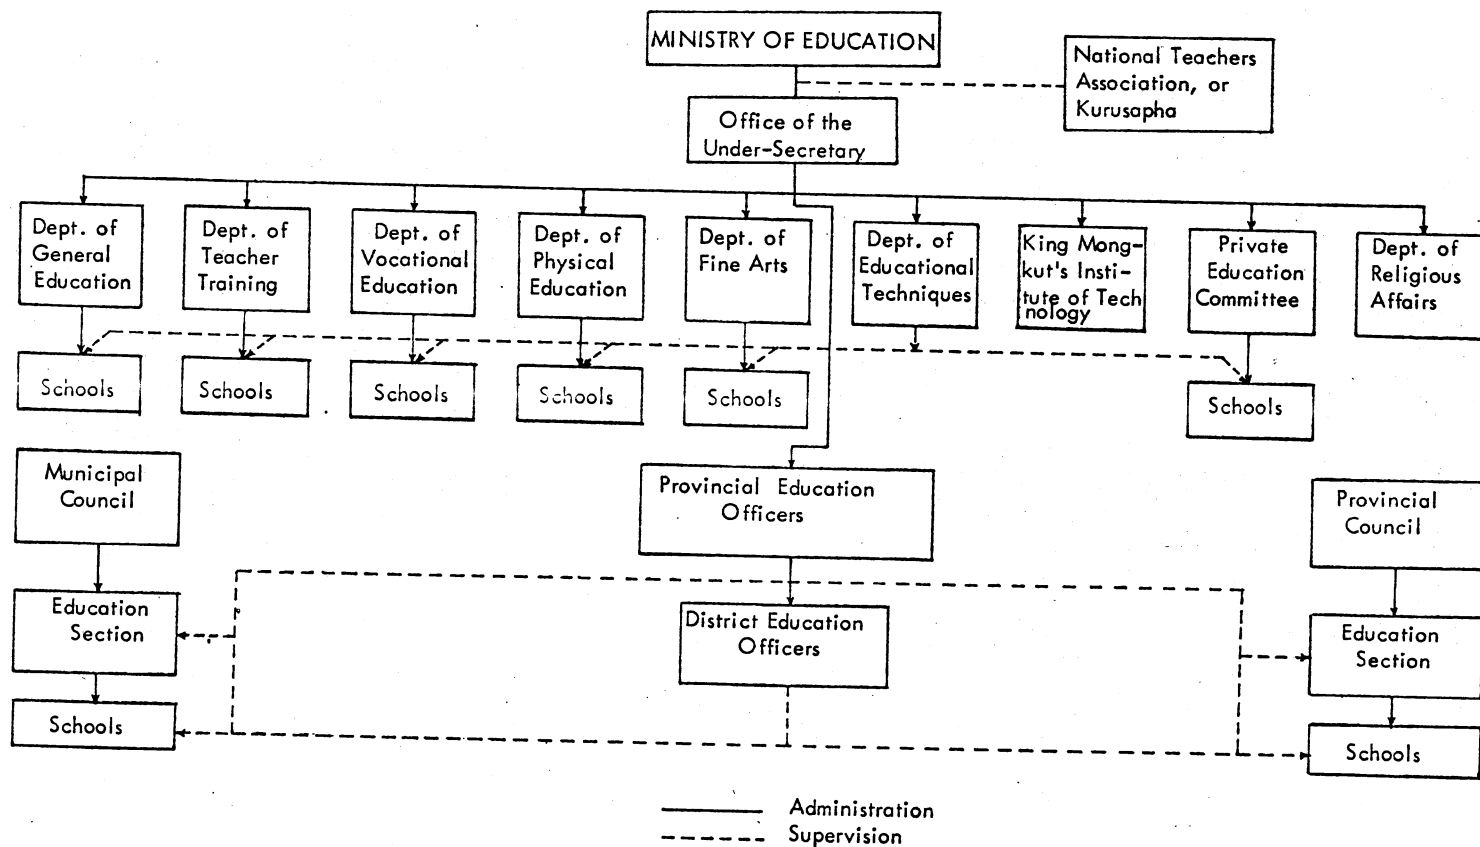 MINISTRY OF EDUCATION
National Teachers
Association, or
Kurusapha
Office of the
Under-Secretary
Dept. of
General
Education
Dept. of
Teacher
Training
Dept. of
Vocational
Education
Dept. of
Physical
Education
Dept. of
Fine Arts
Dept. of
Educational
Techniques
King Mong-
kut's Insti-
tute of Tech
nology
Private
Education
Committee
Dept. of
Religious
Affairs
Schools
Schools
Schools
Schools
Schools
Schools
Municipal
Council
Provincial Education
Officers
Provincial
Council
Education
Section
District Education
Officers
Education
Section
Schools
Schools
Administration
Supervision